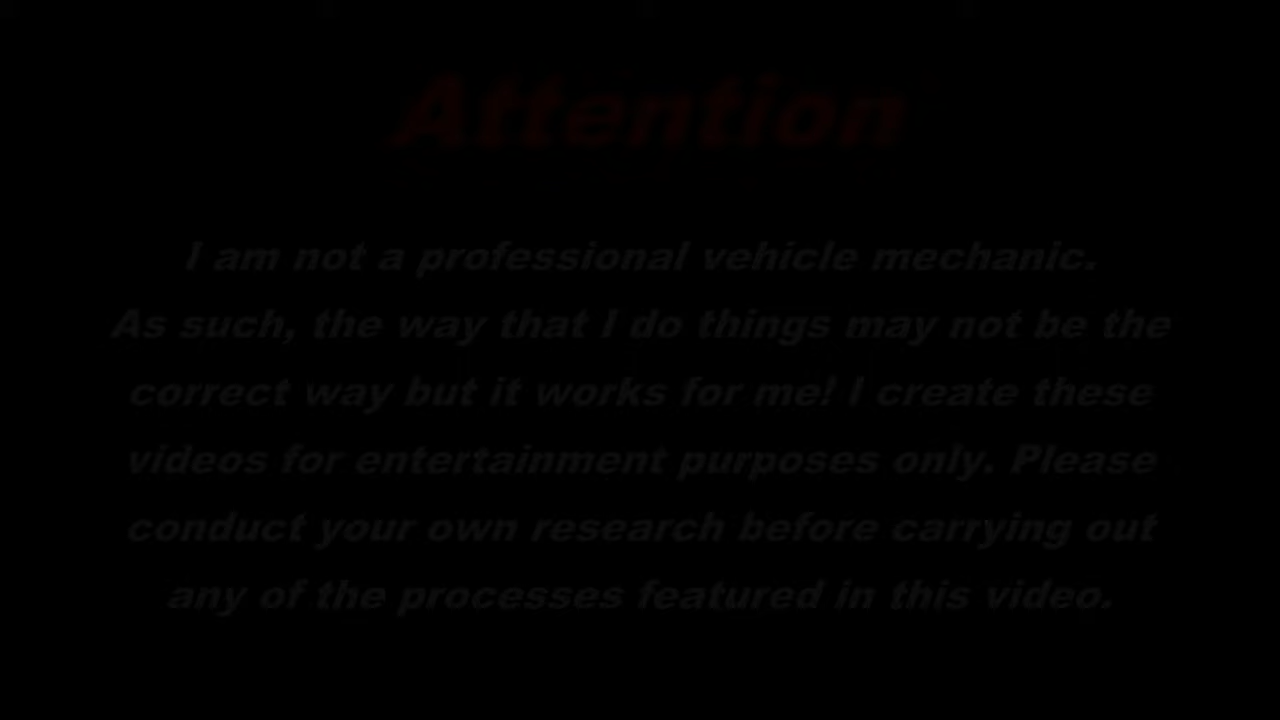 Attention
I am not a professional vehicle mechanic.
As such, the way that I do things may not be the
correct way but it works for me! I create these
videos for entertainment purposes only. Please
conduct your own research before carrying out
any of the processes featured in this video.